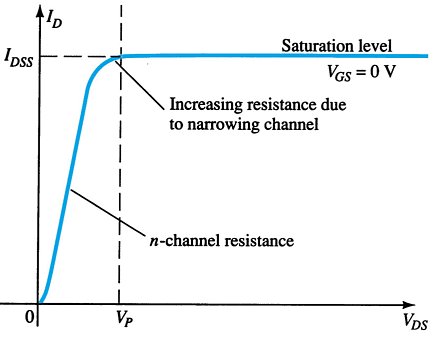 I_D
I_DSS
Saturation level
V_GS = 0 V
Increasing resistance due
to narrowing channel
n-channel resistance
0
V_P
V_DS